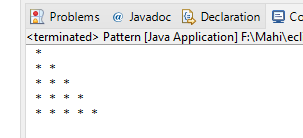 Problems @ Javadoc Declaration Co
<terminated> Pattern [Java Application] F:\Mahi\ecl
*
* *
* * *
* * * *
* * * * *